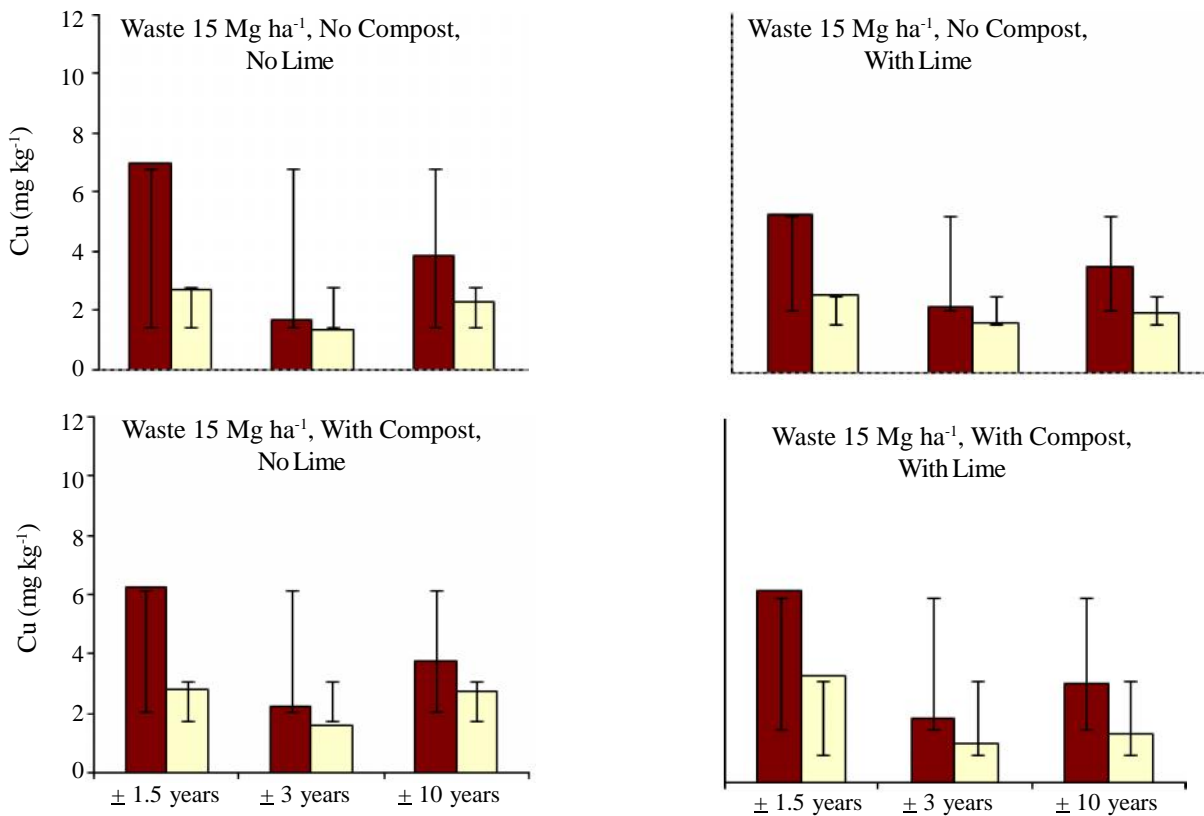 Waste 15 Mg ha⁻¹, No Compost,
No Lime
12
10
8
6
4
2
0
Cu (mg kg⁻¹)
Waste 15 Mg ha⁻¹, No Compost,
With Lime
Waste 15 Mg ha⁻¹, With Compost,
No Lime
12
10
8
6
4
2
0
Cu (mg kg⁻¹)
± 1.5 years ± 3 years ± 10 years
Waste 15 Mg ha⁻¹, With Compost,
With Lime
± 1.5 years ± 3 years ± 10 years